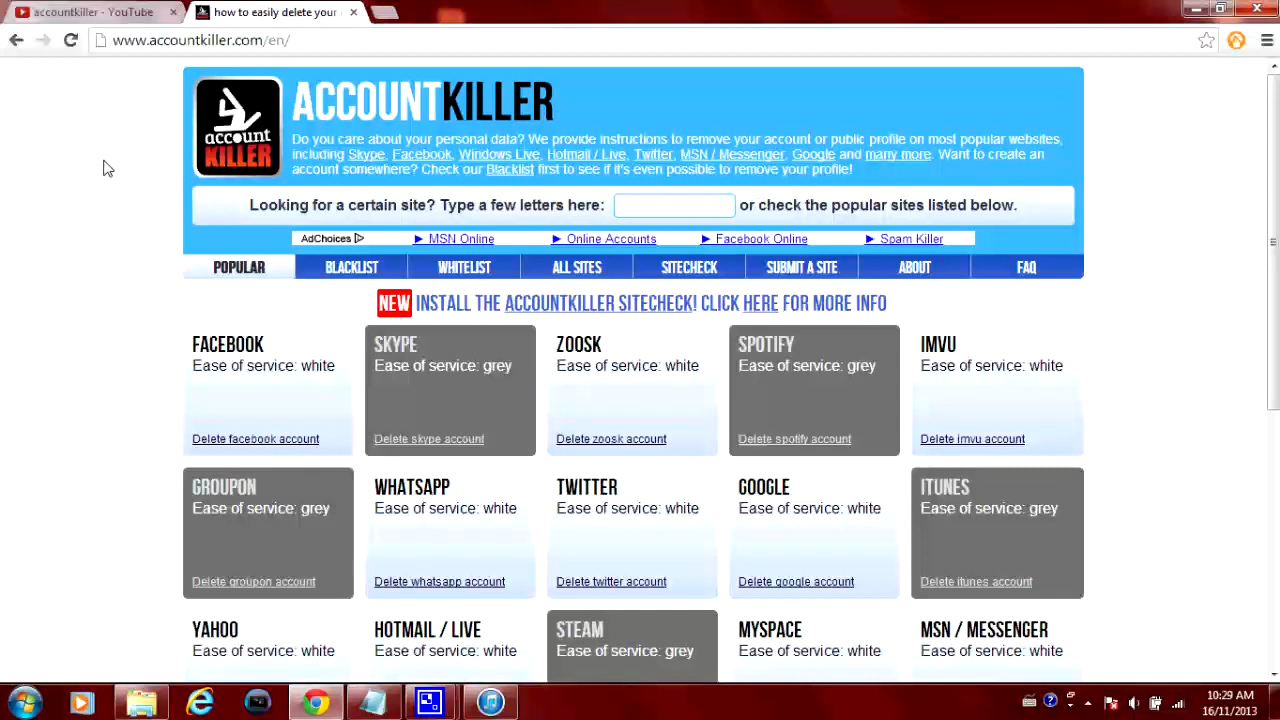 accountkiller - YouTube
how to easily delete your
www.accountkiller.com/en/
account
KILLER
ACCOUNTKILLER
Do you care about your personal data? We provide instructions to remove your account or public profile on most popular websites,
including Skype, Facebook, Windows Live, Hotmail / Live, Twitter, MSN / Messenger, Google and many more. Want to create an
account somewhere? Check our Blacklist first to see if it's even possible to remove your profile!
Looking for a certain site? Type a few letters here: or check the popular sites listed below.
AdChoices ► MSN Online ► Online Accounts ► Facebook Online ► Spam Killer
POPULAR BLACKLIST WHITELIST ALL SITES SITECHECK SUBMIT A SITE ABOUT FAQ
NEW INSTALL THE ACCOUNTKILLER SITECHECK! CLICK HERE FOR MORE INFO
FACEBOOK SKYPE ZOOSK SPOTIFY IMVU
Ease of service: white Ease of service: grey Ease of service: white Ease of service: grey Ease of service: white
Delete facebook account Delete skype account Delete zoosk account Delete spotify account Delete imvu account
GROUPON WHATSAPP TWITTER GOOGLE ITUNES
Ease of service: grey Ease of service: white Ease of service: white Ease of service: white Ease of service: grey
Delete groupon account Delete whatsapp account Delete twitter account Delete google account Delete itunes account
YAHOO HOTMAIL / LIVE STEAM MYSPACE MSN / MESSENGER
Ease of service: white Ease of service: white Ease of service: grey Ease of service: white Ease of service: white
10:29 AM
16/11/2013